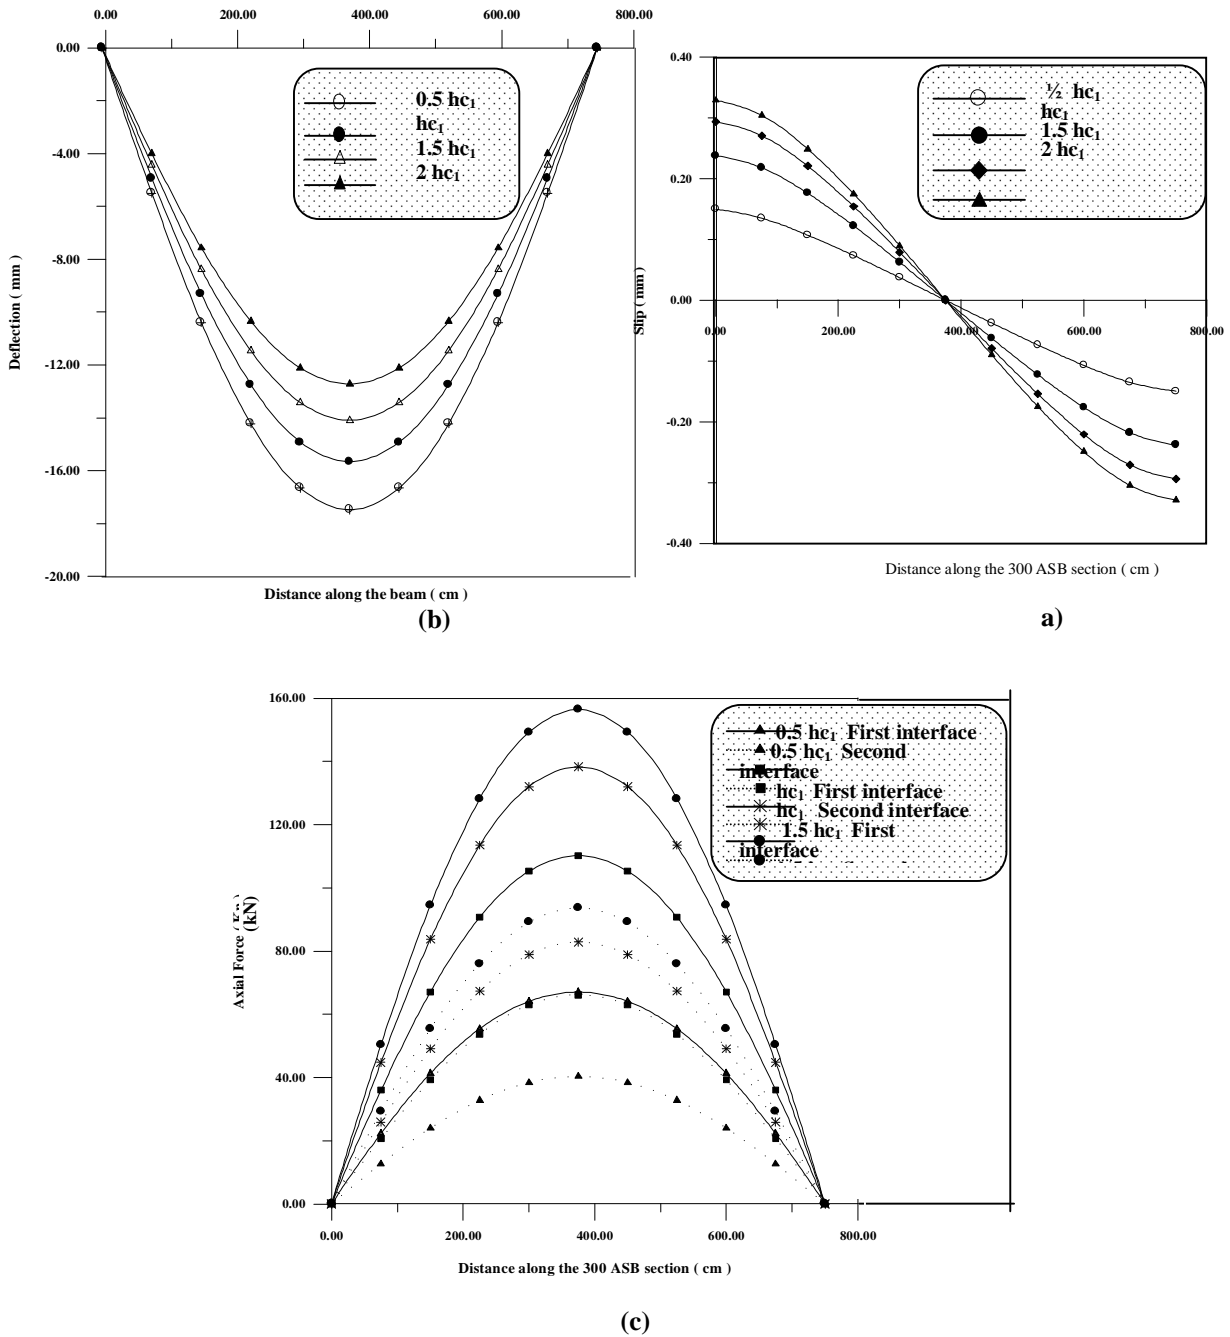 0.00 200.00 400.00 600.00 800.00
0.00
-4.00
-8.00
-12.00
-16.00
-20.00
Deflection ( mm )
0.5 hc₁
hc₁
1.5 hc₁
2 hc₁
Distance along the beam ( cm )
(b)
0.40
0.20
0.00
-0.20
-0.40
Slip ( mm )
½ hc₁
hc₁
1.5 hc₁
2 hc₁
0.00 200.00 400.00 600.00 800.00
Distance along the 300 ASB section ( cm )
a)
160.00
120.00
80.00
40.00
0.00
Axial Force
(kN)
0.5 hc₁ First interface
0.5 hc₁ Second
interface
hc₁ First interface
hc₁ Second interface
1.5 hc₁ First
interface
0.00 200.00 400.00 600.00 800.00
Distance along the 300 ASB section ( cm )
(c)